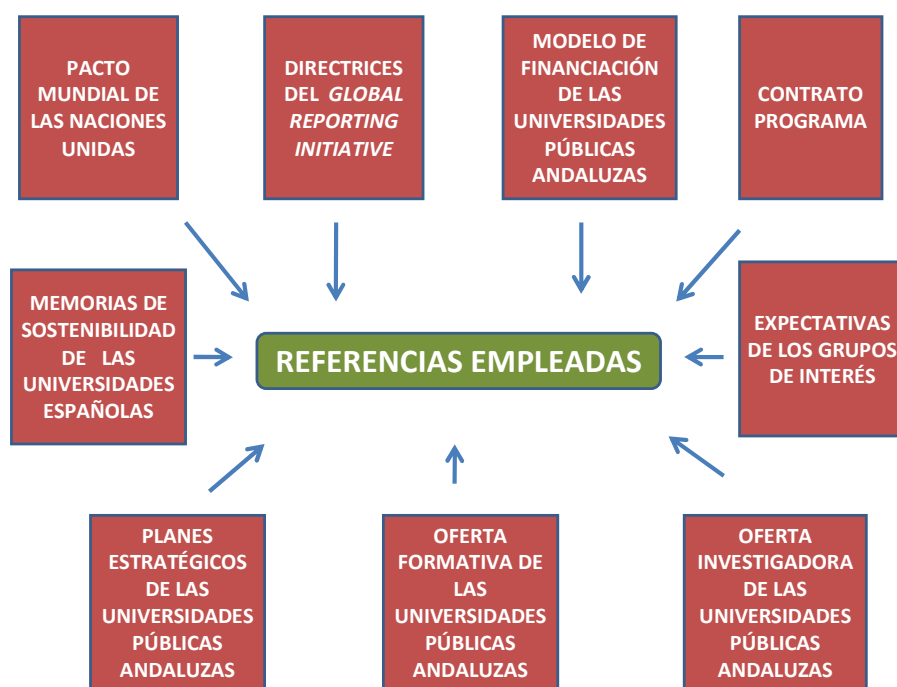 PACTO
MUNDIAL DE
LAS NACIONES
UNIDAS
DIRECTRICES
DEL GLOBAL
REPORTING
INITIATIVE
MODELO DE
FINANCIACIÓN
DE LAS
UNIVERSIDADES
PÚBLICAS
ANDALUZAS
CONTRATO
PROGRAMA
MEMORIAS DE
SOSTENIBILIDAD
DE LAS
UNIVERSIDADES
ESPAÑOLAS
REFERENCIAS EMPLEADAS
EXPECTATIVAS
DE LOS GRUPOS
DE INTERÉS
PLANES
ESTRATÉGICOS
DE LAS
UNIVERSIDADES
PÚBLICAS
ANDALUZAS
OFERTA
FORMATIVA DE
LAS
UNIVERSIDADES
PÚBLICAS
ANDALUZAS
OFERTA
INVESTIGADORA
DE LAS
UNIVERSIDADES
PÚBLICAS
ANDALUZAS